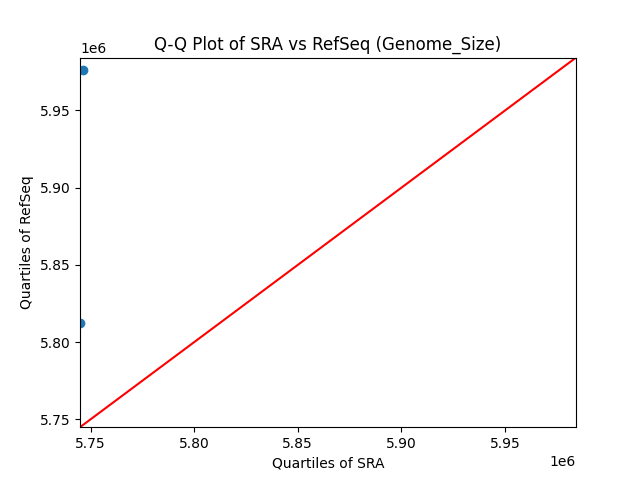 Q-Q Plot of SRA vs RefSeq (Genome_Size)
1e6
5.95
5.90
5.85
5.80
5.75
Quartiles of RefSeq
5.75 5.80 5.85 5.90 5.95
Quartiles of SRA
1e6